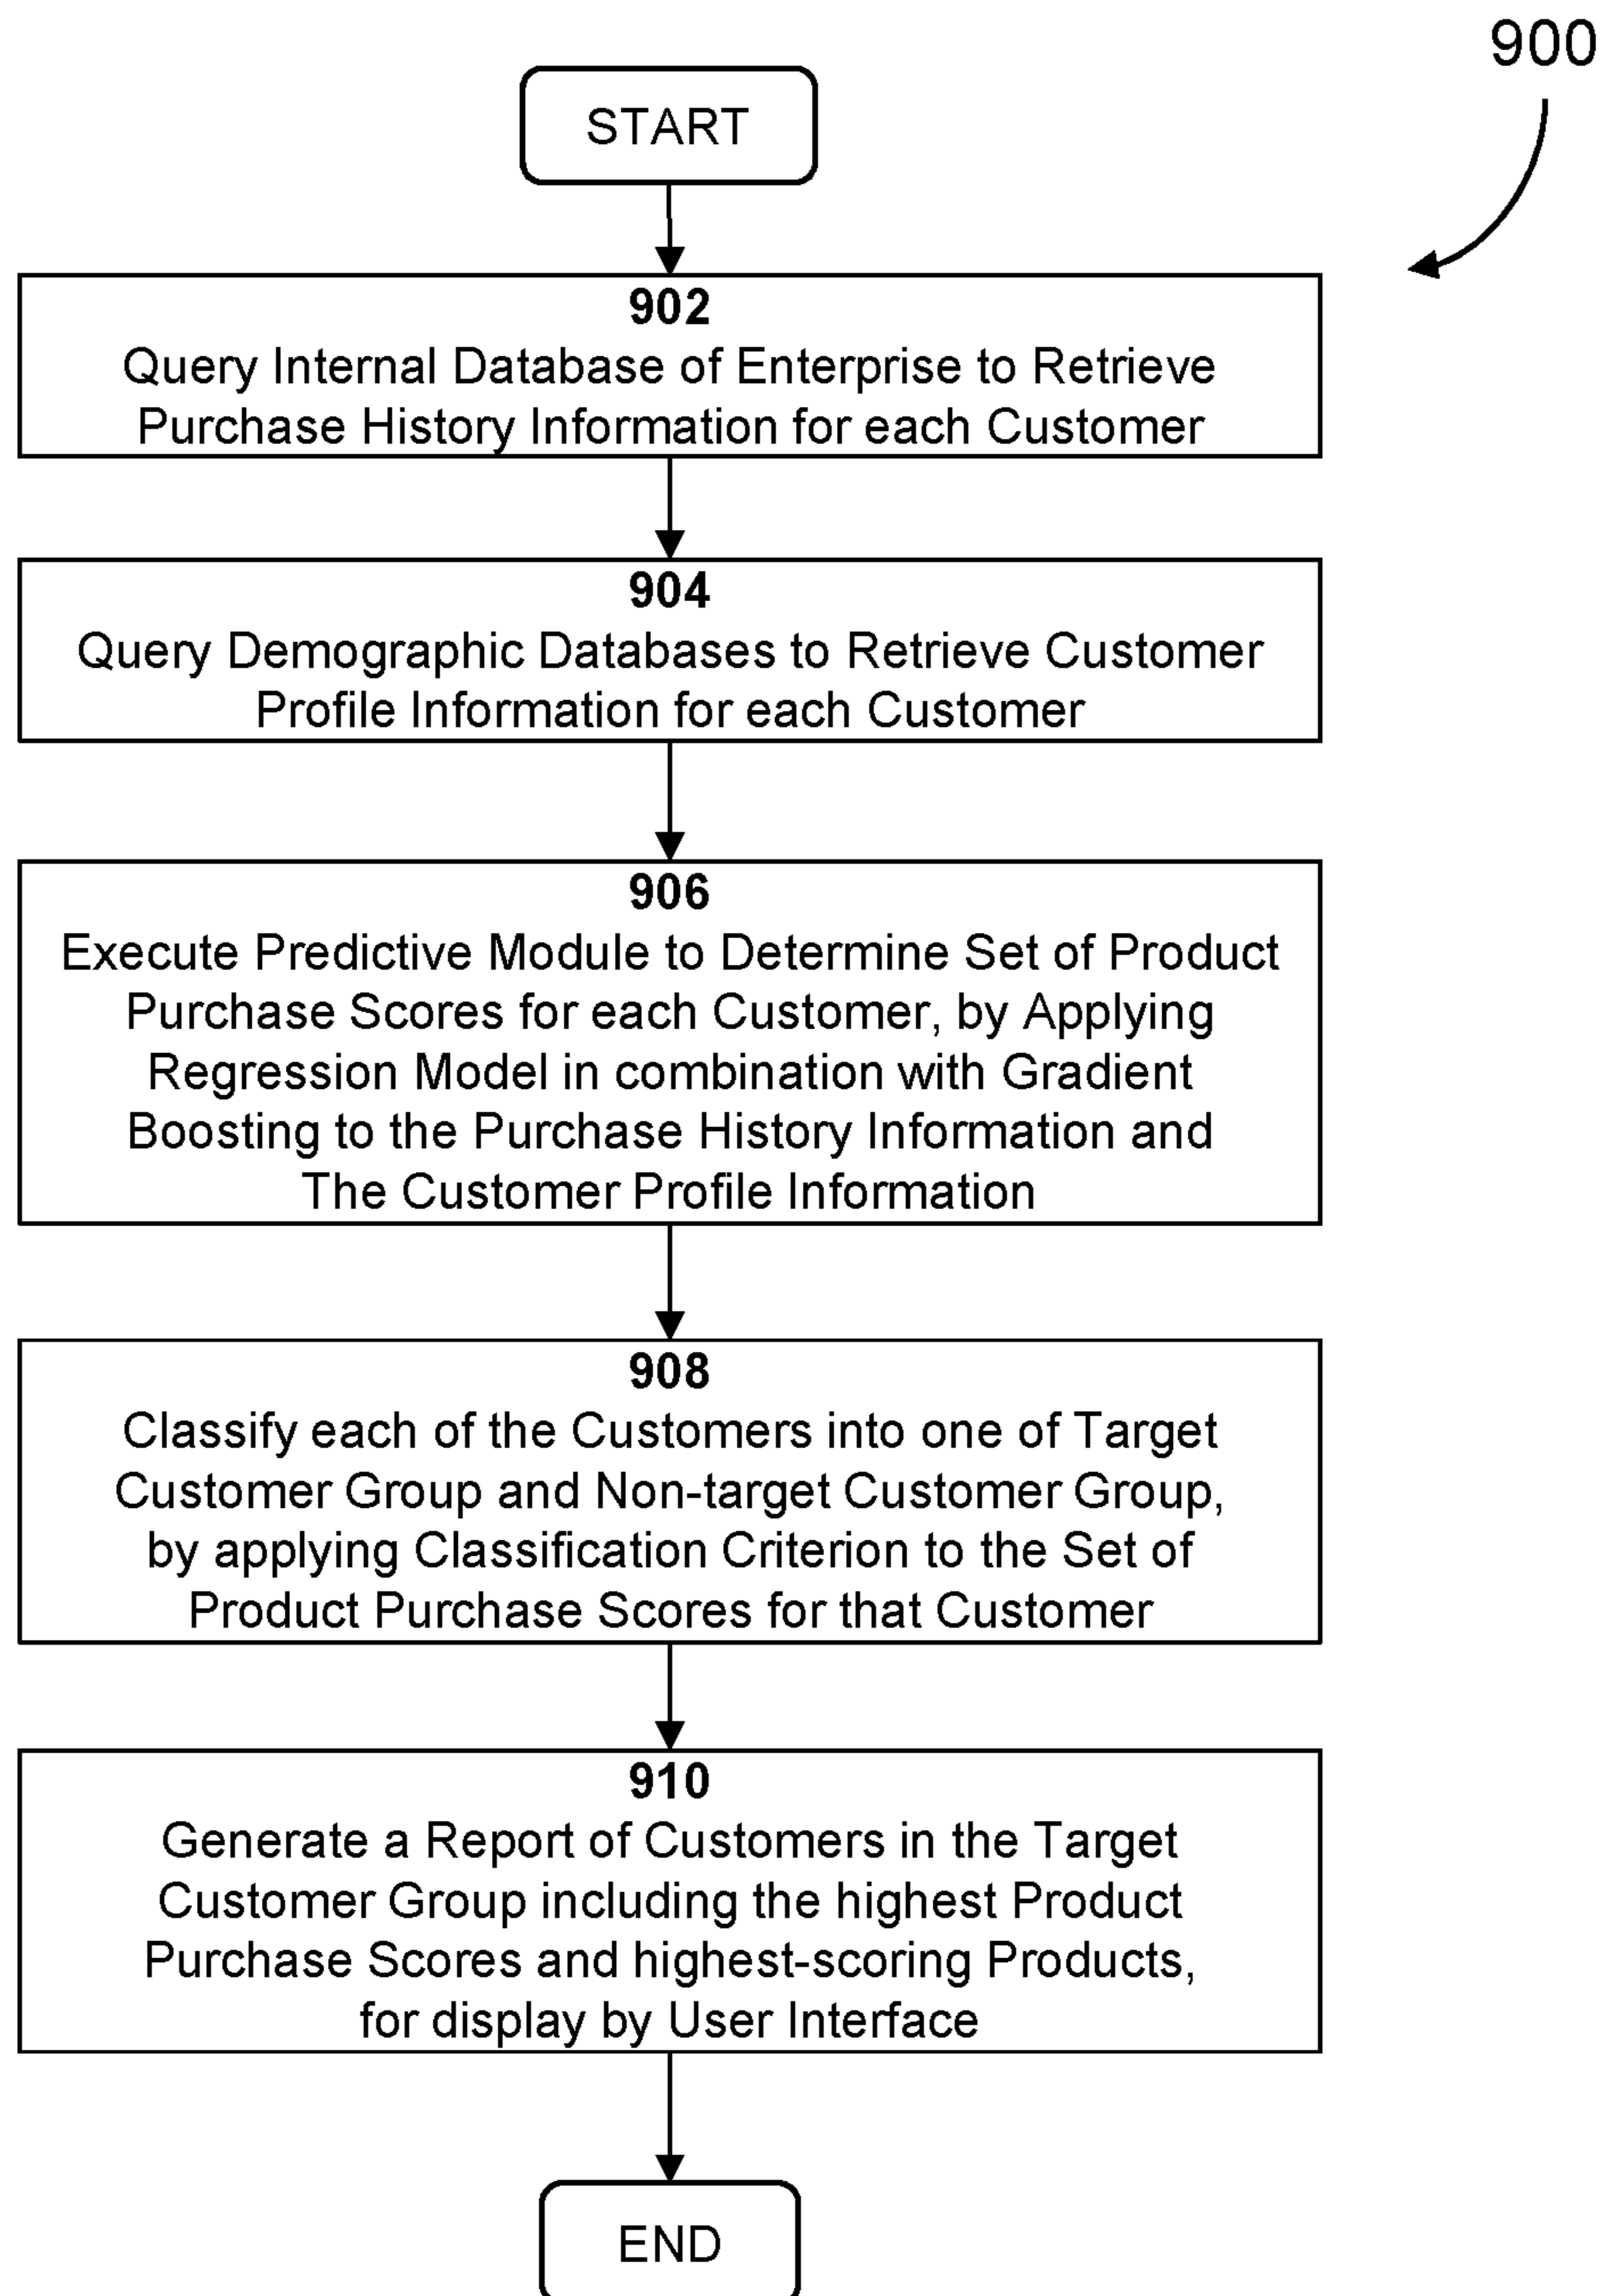 900
START
902
Query Internal Database of Enterprise to Retrieve
Purchase History Information for each Customer
904
Query Demographic Databases to Retrieve Customer
Profile Information for each Customer
906
Execute Predictive Module to Determine Set of Product
Purchase Scores for each Customer, by Applying
Regression Model in combination with Gradient
Boosting to the Purchase History Information and
The Customer Profile Information
908
Classify each of the Customers into one of Target
Customer Group and Non-target Customer Group,
by applying Classification Criterion to the Set of
Product Purchase Scores for that Customer
910
Generate a Report of Customers in the Target
Customer Group including the highest Product
Purchase Scores and highest-scoring Products,
for display by User Interface
END